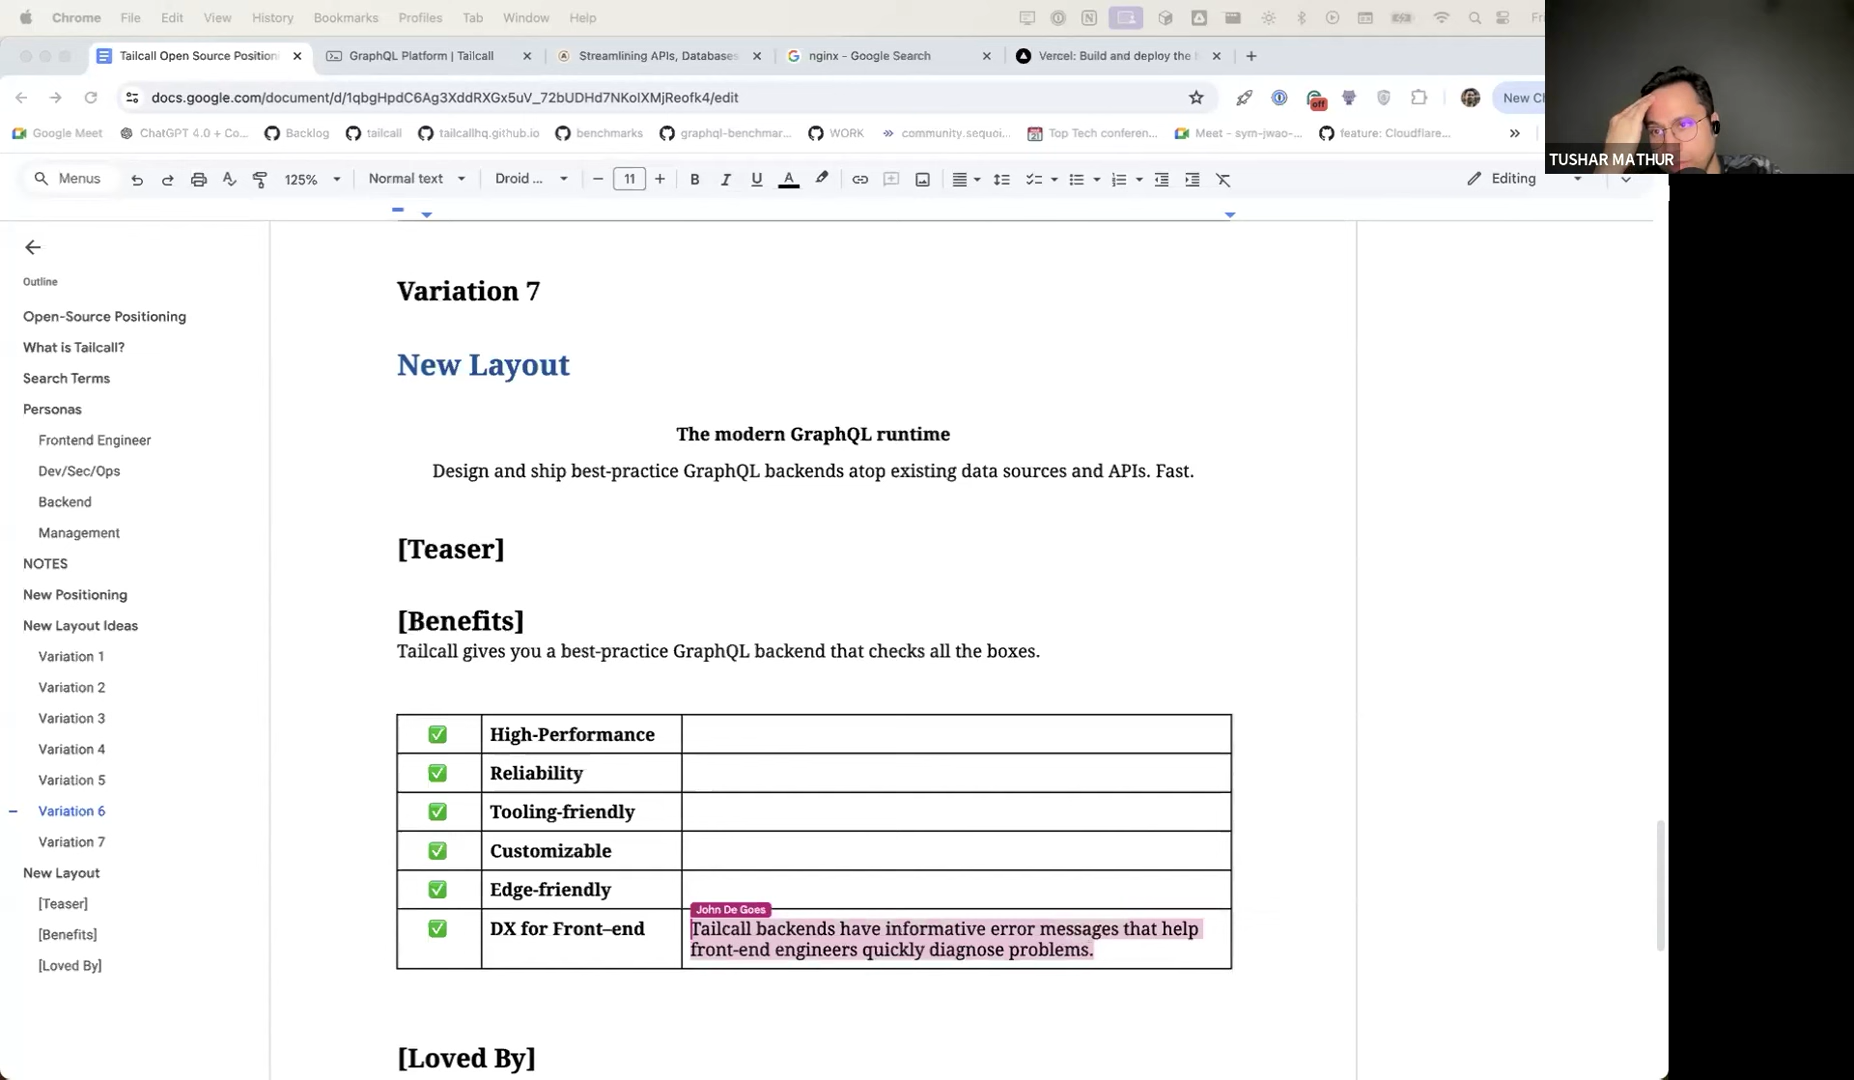 Chrome File Edit View History Bookmarks Profiles Tab Window Help
Tailcall Open Source Position
GraphQL Platform | Tailcall
Streamlining APIs, Databases
nginx - Google Search
Vercel: Build and deploy the
docs.google.com/document/d/1qbgHpdC6Ag3XddRXGx5uV_72bUDHd7NKolXMjReofk4/edit
off
New Ch
Google Meet ChatGPT 4.0 + Co... Backlog tailcall tailcallhq.github.io benchmarks graphql-benchmar... WORK community.sequoi... Top Tech conferen... Meet - sym-jwao-... feature: Cloudflare...
TUSHAR MATHUR
Menus 125% Normal text Droid ... 11 B I U A Editing
Outline
Open-Source Positioning
What is Tailcall?
Search Terms
Personas
Frontend Engineer
Dev/Sec/Ops
Backend
Management
NOTES
New Positioning
New Layout Ideas
Variation 1
Variation 2
Variation 3
Variation 4
Variation 5
Variation 6
Variation 7
New Layout
[Teaser]
[Benefits]
[Loved By]
Variation 7
New Layout
The modern GraphQL runtime
Design and ship best-practice GraphQL backends atop existing data sources and APIs. Fast.
[Teaser]
[Benefits]
Tailcall gives you a best-practice GraphQL backend that checks all the boxes.
High-Performance
Reliability
Tooling-friendly
Customizable
Edge-friendly
John De Goes
DX for Front–end
Tailcall backends have informative error messages that help
front-end engineers quickly diagnose problems.
[Loved By]